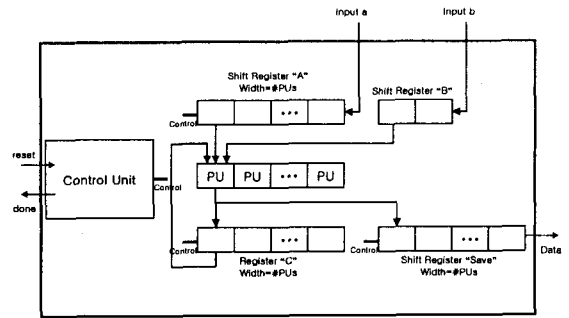 Input a
Input b
Shift Register "A"
Width=#PUs
Shift Register "B"
•••
Control
reset
Control Unit
Control
done
PU
PU
•••
PU
•••
Control
Register "C"
Width=#PUs
•••
Control
Shift Register "Save"
Width=#PUs
Data